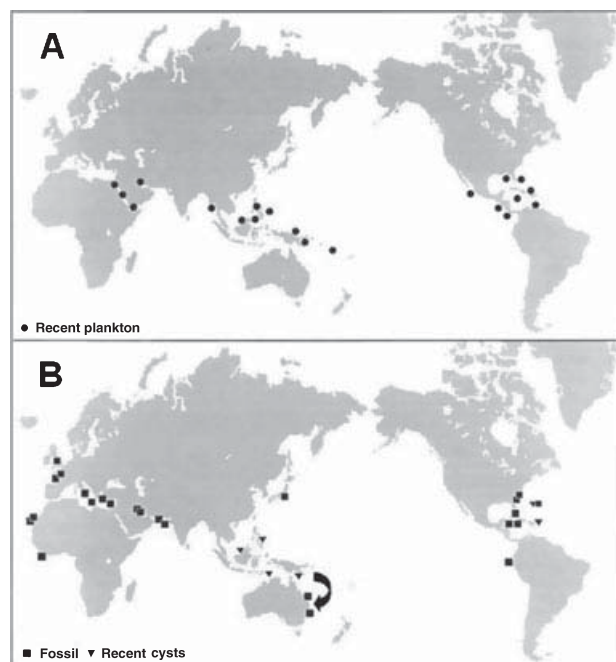 A
● Recent plankton
B
■ Fossil ▼ Recent cysts